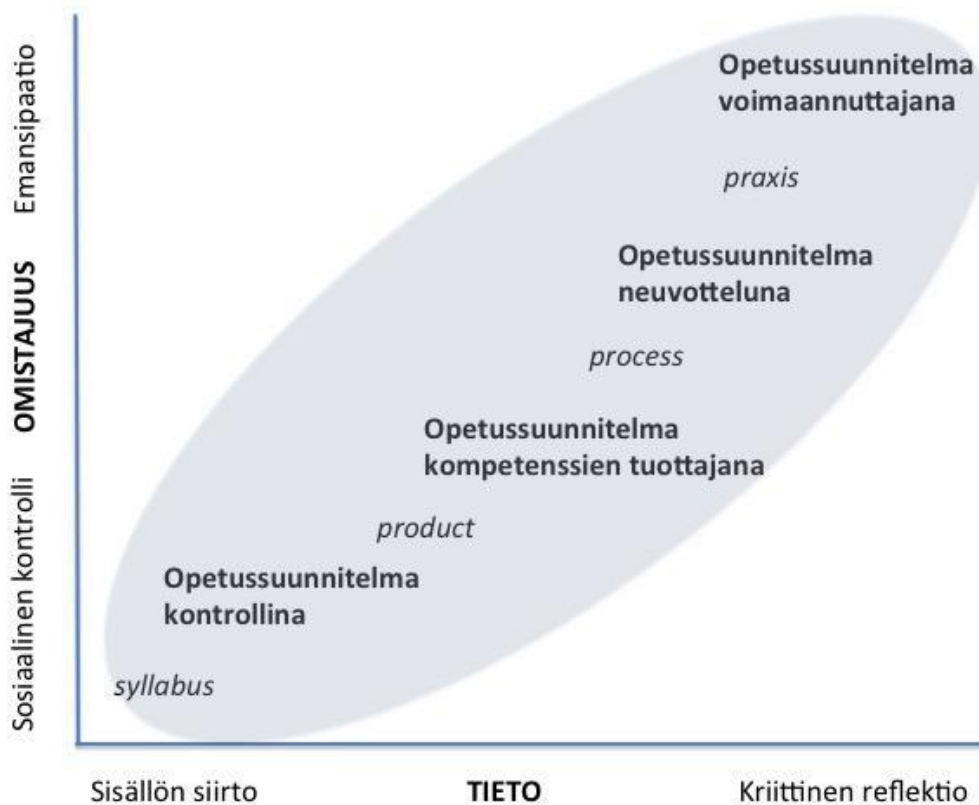 Emansipaatio
OMISTAJUUS
Sosiaalinen kontrolli
Opetussuunnitelma
voimaannuttajana
praxis
Opetussuunnitelma
neuvotteluna
process
Opetussuunnitelma
kompetenssien tuottajana
product
Opetussuunnitelma
kontrollina
syllabus
Sisällön siirto
TIETO
Kriittinen reflektio